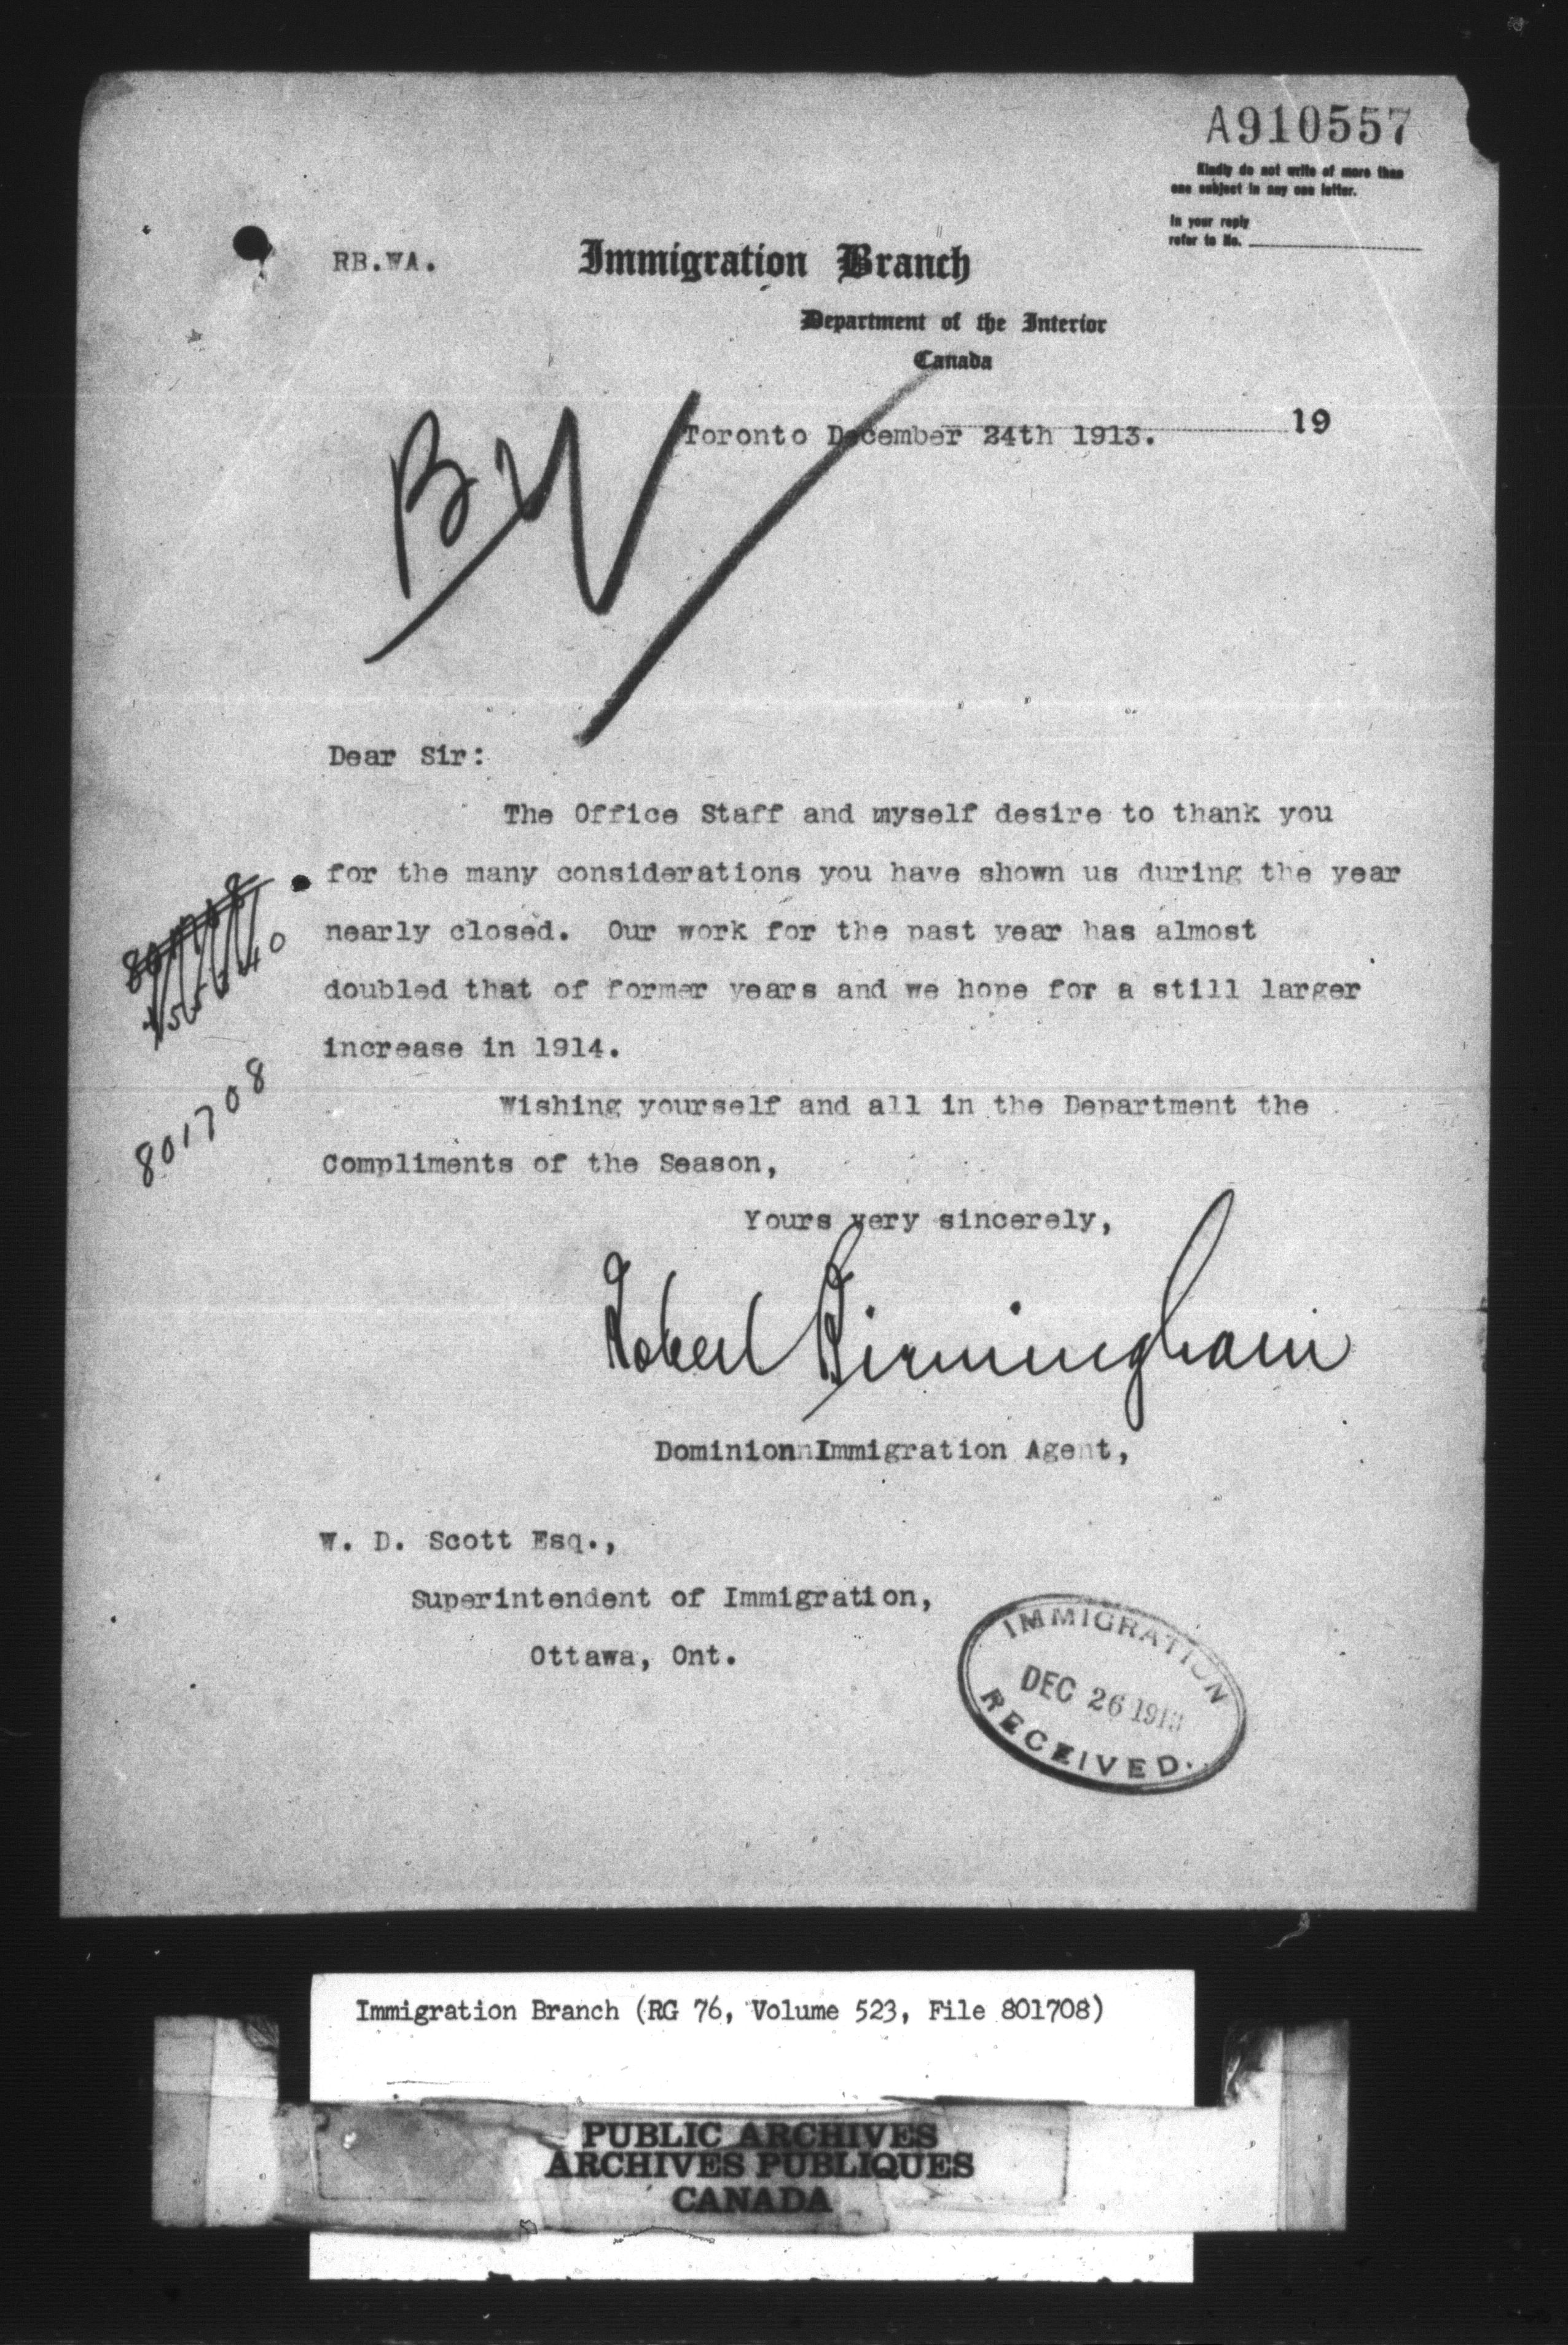 A910557
Kindly do not write of more than
one subject in any one letter.
In your reply
refer to No.
RB.WA.
Immigration Branch
Department of the Interior
Canada
Toronto December 24th 1913. 19
Dear Sir:
The Office Staff and myself desire to thank you
for the many considerations you have shown us during the year
nearly closed. Our work for the past year has almost
doubled that of former years and we hope for a still larger
increase in 1914.
801708
Wishing yourself and all in the Department the
Compliments of the Season,
Yours very sincerely,
Robert Birmingham
DominionnImmigration Agent,
W. D. Scott Esq.,
Superintendent of Immigration,
Ottawa, Ont.
IMMIGRATION
DEC 26 1913
RECEIVED.
Immigration Branch (RG 76, Volume 523, File 801708)
PUBLIC ARCHIVES
ARCHIVES PUBLIQUES
CANADA